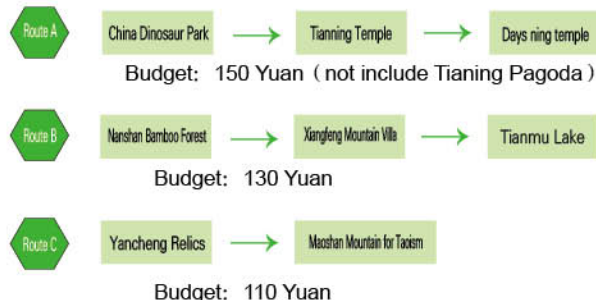 Route A China Dinosaur Park Tianning Temple Days ning temple
Budget: 150 Yuan (not include Tianing Pagoda)
Route B Nanshan Bamboo Forest Xiangfeng Mountain Villa Tianmu Lake
Budget: 130 Yuan
Route C Yancheng Relics Maoshan Mountain for Taoism
Budget: 110 Yuan